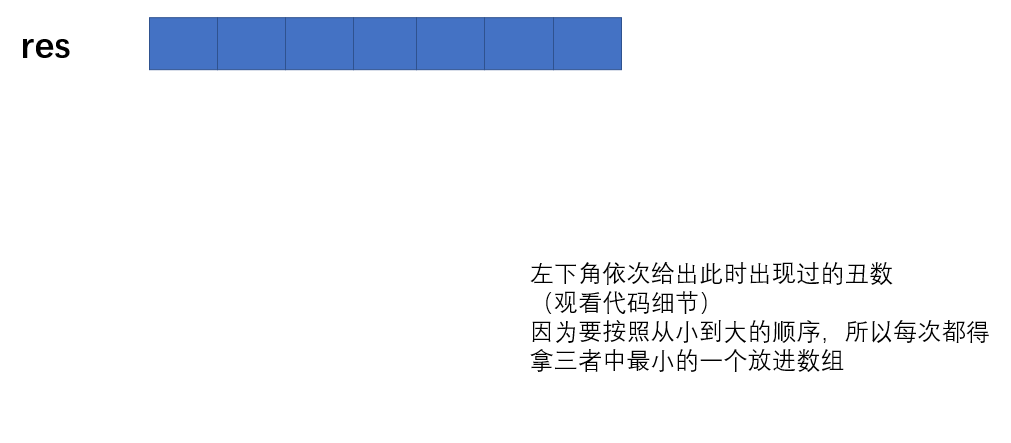 res
左下角依次给出此时出现过的丑数
（观看代码细节）
因为要按照从小到大的顺序，所以每次都得
拿三者中最小的一个放进数组